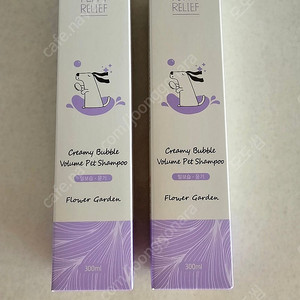 RELIEF
RELIEF
Creamy Bubble
Volume Pet Shampoo
Flower Garden
300ml
Creamy Bubble
Volume Pet Shampoo
Flower Garden
300ml